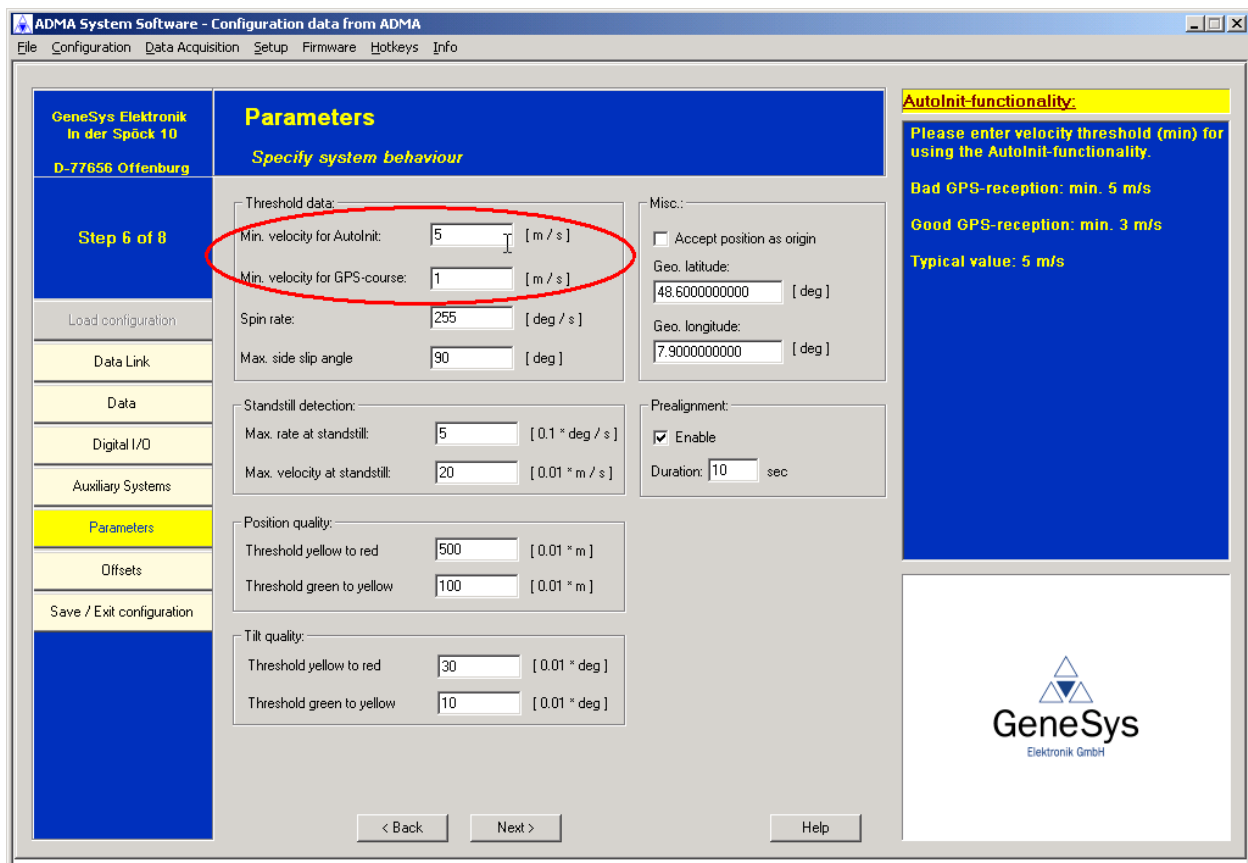 ADMA System Software - Configuration data from ADMA
File Configuration Data Acquisition Setup Firmware Hotkeys Info
GeneSys Elektronik
In der Spöck 10
D-77656 Offenburg
Parameters
Specify system behaviour
Step 6 of 8
Load configuration
Data Link
Data
Digital I/O
Auxiliary Systems
Parameters
Offsets
Save / Exit configuration
Threshold data:
Min. velocity for AutoInit: 5 [ m / s ]
Min. velocity for GPS-course: 1 [ m / s ]
Spin rate: 255 [ deg / s ]
Max. side slip angle 90 [ deg ]
Standstill detection:
Max. rate at standstill: 5 [ 0.1 * deg / s ]
Max. velocity at standstill: 20 [ 0.01 * m / s ]
Position quality:
Threshold yellow to red 500 [ 0.01 * m ]
Threshold green to yellow 100 [ 0.01 * m ]
Tilt quality:
Threshold yellow to red 30 [ 0.01 * deg ]
Threshold green to yellow 10 [ 0.01 * deg ]
Misc.:
Accept position as origin
Geo. latitude:
48.6000000000 [ deg ]
Geo. longitude:
7.9000000000 [ deg ]
Prealignment:
Enable
Duration: 10 sec
< Back Next > Help
AutoInit-functionality:
Please enter velocity threshold (min) for
using the AutoInit-functionality.
Bad GPS-reception: min. 5 m/s
Good GPS-reception: min. 3 m/s
Typical value: 5 m/s
GeneSys
Elektronik GmbH